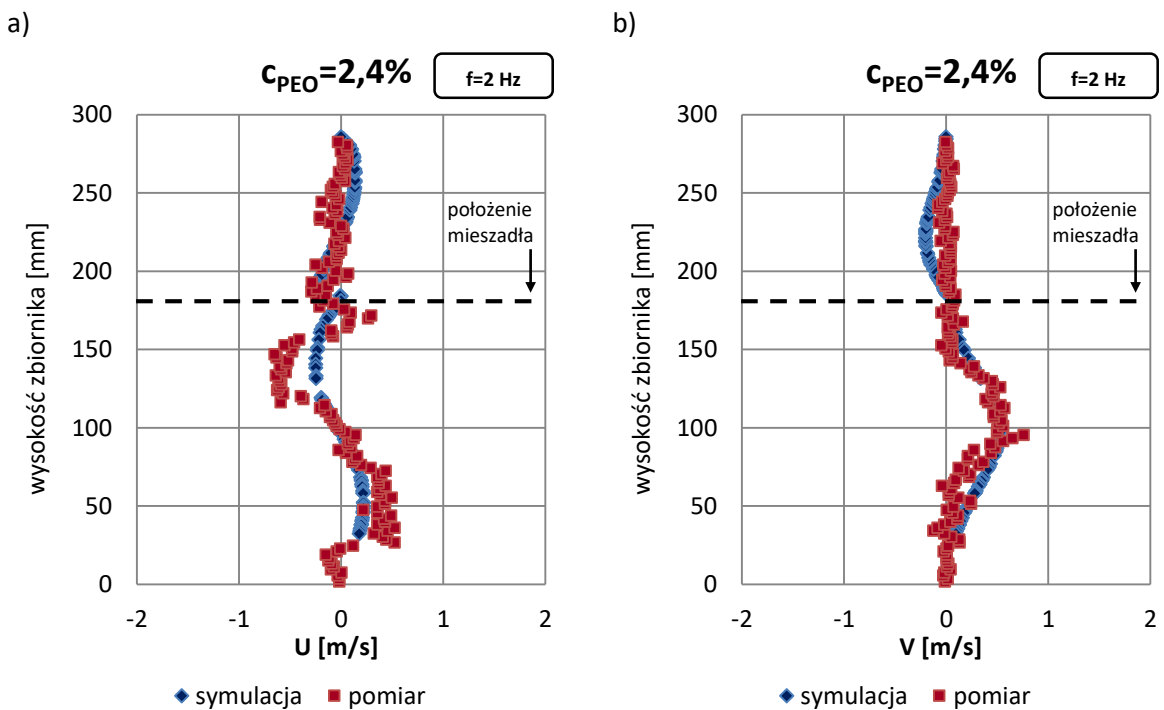 a)
c_PEO=2,4%
f=2 Hz
300
250
200
150
100
50
0
wysokość zbiornika [mm]
położenie
mieszadła
-2 -1 0 1 2
U [m/s]
symulacja pomiar
b)
c_PEO=2,4%
f=2 Hz
300
250
200
150
100
50
0
wysokość zbiornika [mm]
położenie
mieszadła
-2 -1 0 1 2
V [m/s]
symulacja pomiar